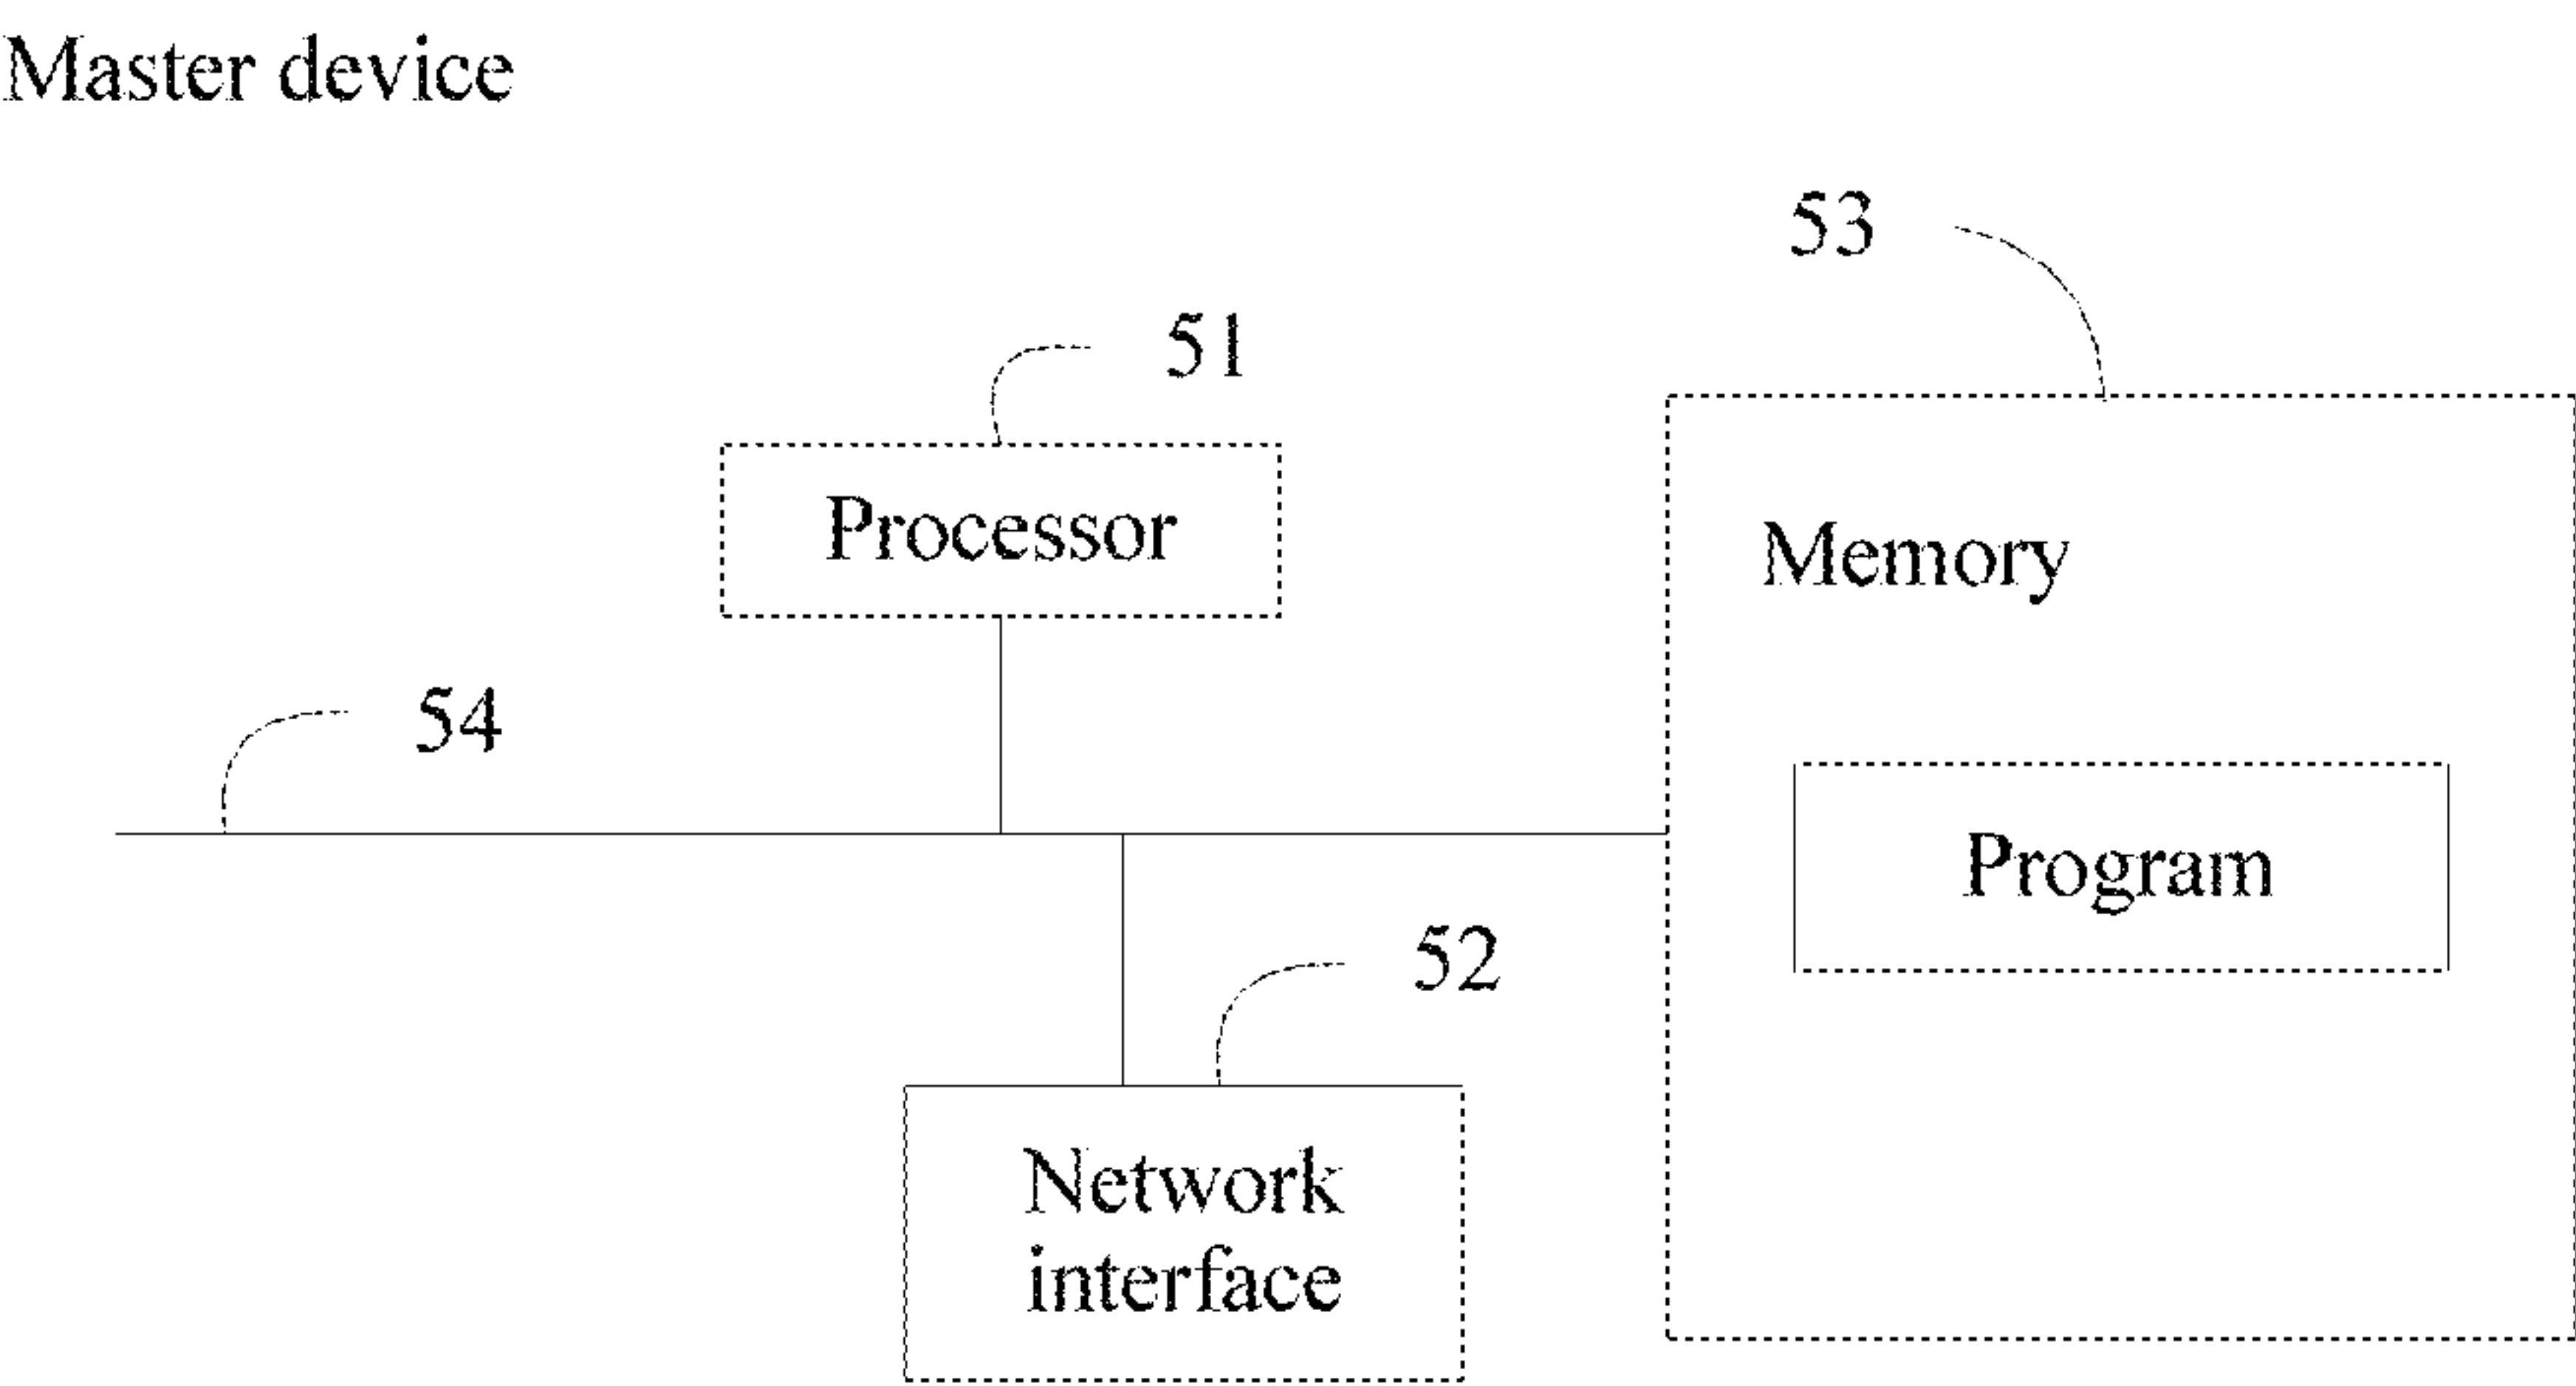 Master device
53
51
Processor
Memory
54
Program
52
Network
interface